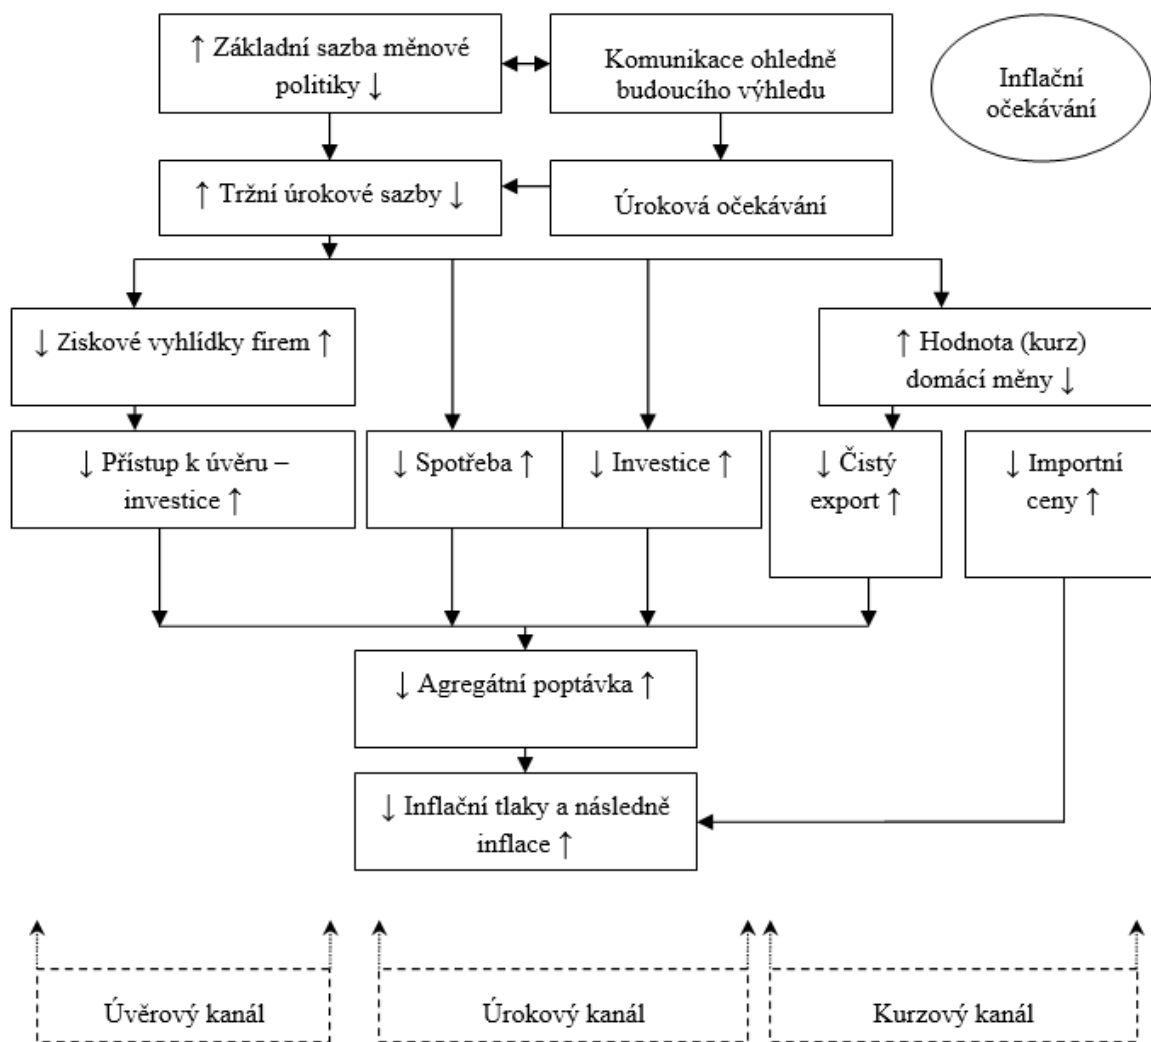 ↑ Základní sazba měnové
politiky ↓
Komunikace ohledně
budoucího výhledu
Inflační
očekávání
↑ Tržní úrokové sazby ↓
Úroková očekávání
↓ Ziskové vyhlídky firem ↑
↑ Hodnota (kurz)
domácí měny ↓
↓ Přístup k úvěru –
investice ↑
↓ Spotřeba ↑
↓ Investice ↑
↓ Čistý
export ↑
↓ Importní
ceny ↑
↓ Agregátní poptávka ↑
↓ Inflační tlaky a následně
inflace ↑
Úvěrový kanál
Úrokový kanál
Kurzový kanál